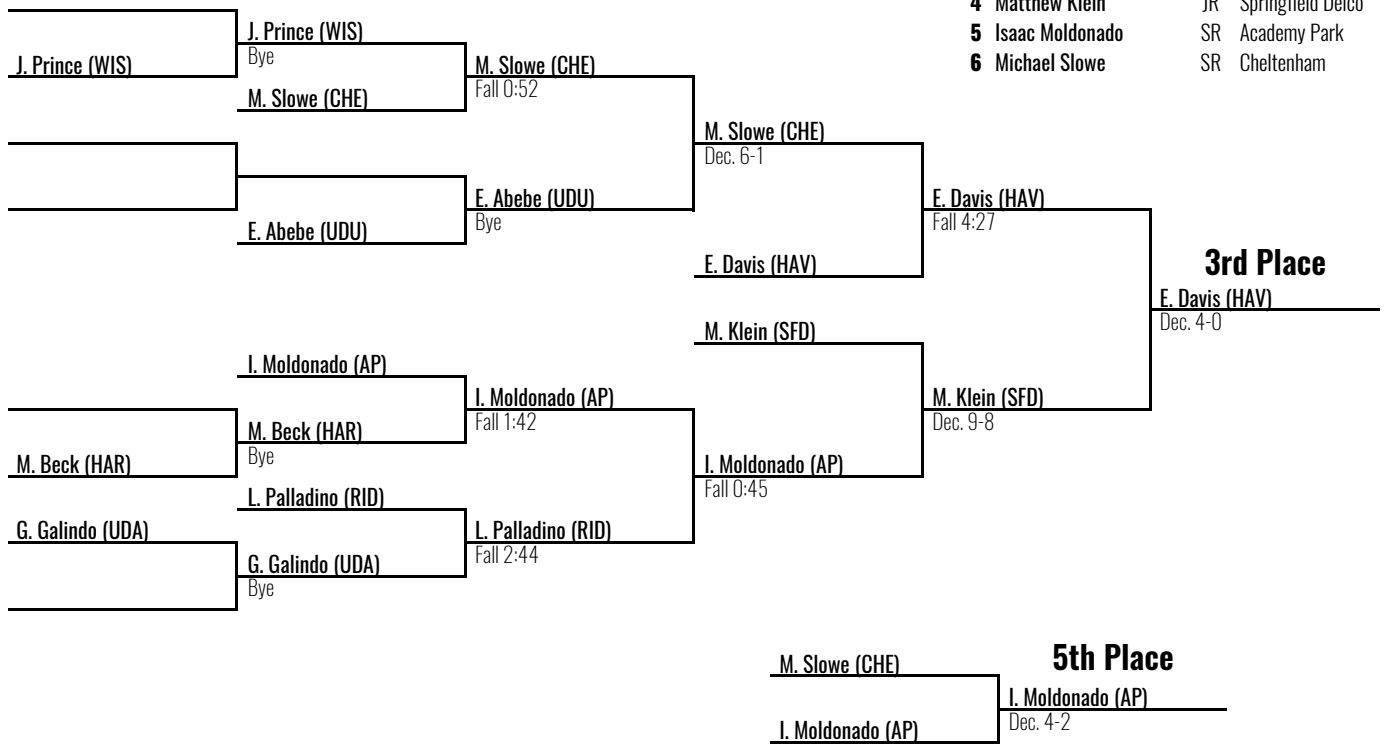 4 Matthew Klein JR Springfield Delco
5 Isaac Moldonado SR Academy Park
6 Michael Slowe SR Cheltenham
J. Prince (WIS)
J. Prince (WIS)
Bye
M. Slowe (CHE)
M. Slowe (CHE)
Fall 0:52
E. Abebe (UDU)
E. Abebe (UDU)
Bye
M. Slowe (CHE)
Dec. 6-1
E. Davis (HAV)
E. Davis (HAV)
Fall 4:27
3rd Place
E. Davis (HAV)
Dec. 4-0
M. Klein (SFD)
M. Klein (SFD)
Dec. 9-8
I. Moldonado (AP)
I. Moldonado (AP)
Fall 1:42
M. Beck (HAR)
Bye
M. Beck (HAR)
I. Moldonado (AP)
Fall 0:45
L. Palladino (RID)
L. Palladino (RID)
Fall 2:44
G. Galindo (UDA)
G. Galindo (UDA)
Bye
5th Place
M. Slowe (CHE)
I. Moldonado (AP)
Dec. 4-2
I. Moldonado (AP)